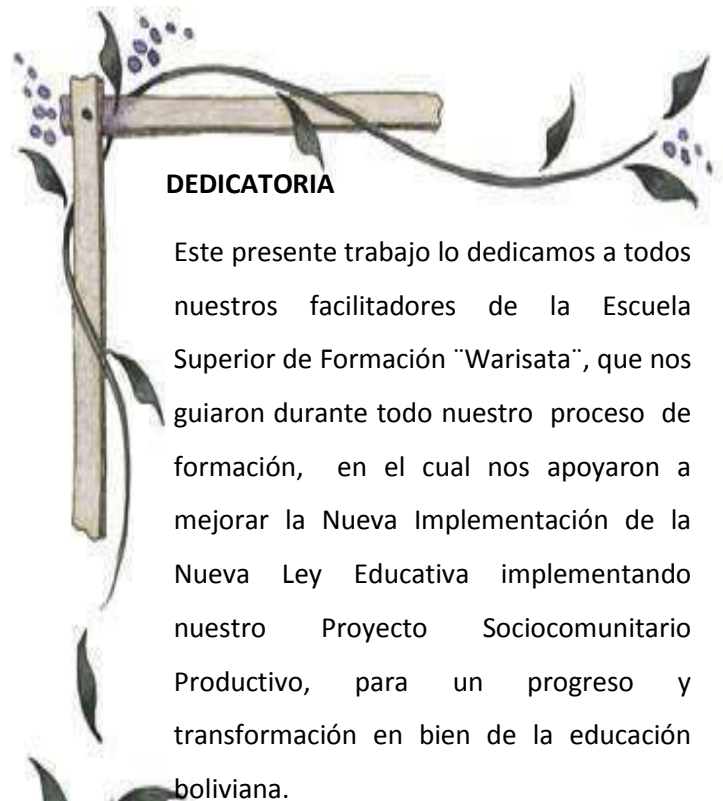 DEDICATORIA
Este presente trabajo lo dedicamos a todos
nuestros facilitadores de la Escuela
Superior de Formación ¨Warisata¨, que nos
guiaron durante todo nuestro proceso de
formación, en el cual nos apoyaron a
mejorar la Nueva Implementación de la
Nueva Ley Educativa implementando
nuestro Proyecto Sociocomunitario
Productivo, para un progreso y
transformación en bien de la educación
boliviana.